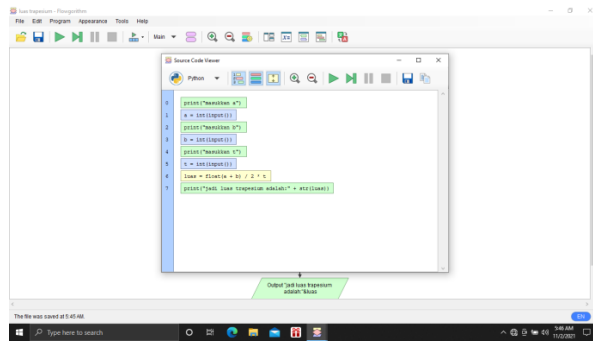 luas trapesium - Flowgorithm
File Edit Program Appearance Tools Help
Main
Source Code Viewer
Python
0 print("masukkan a")
1 a = int(input())
2 print("masukkan b")
3 b = int(input())
4 print("masukkan t")
5 t = int(input())
6 luas = float(a + b) / 2 * t
7 print("jadi luas trapesium adalah:" + str(luas))
Output "jadi luas trapesium
adalah:"&luas
The file was saved at 5:45 AM.
EN
Type here to search
5:46 AM
11/2/2021